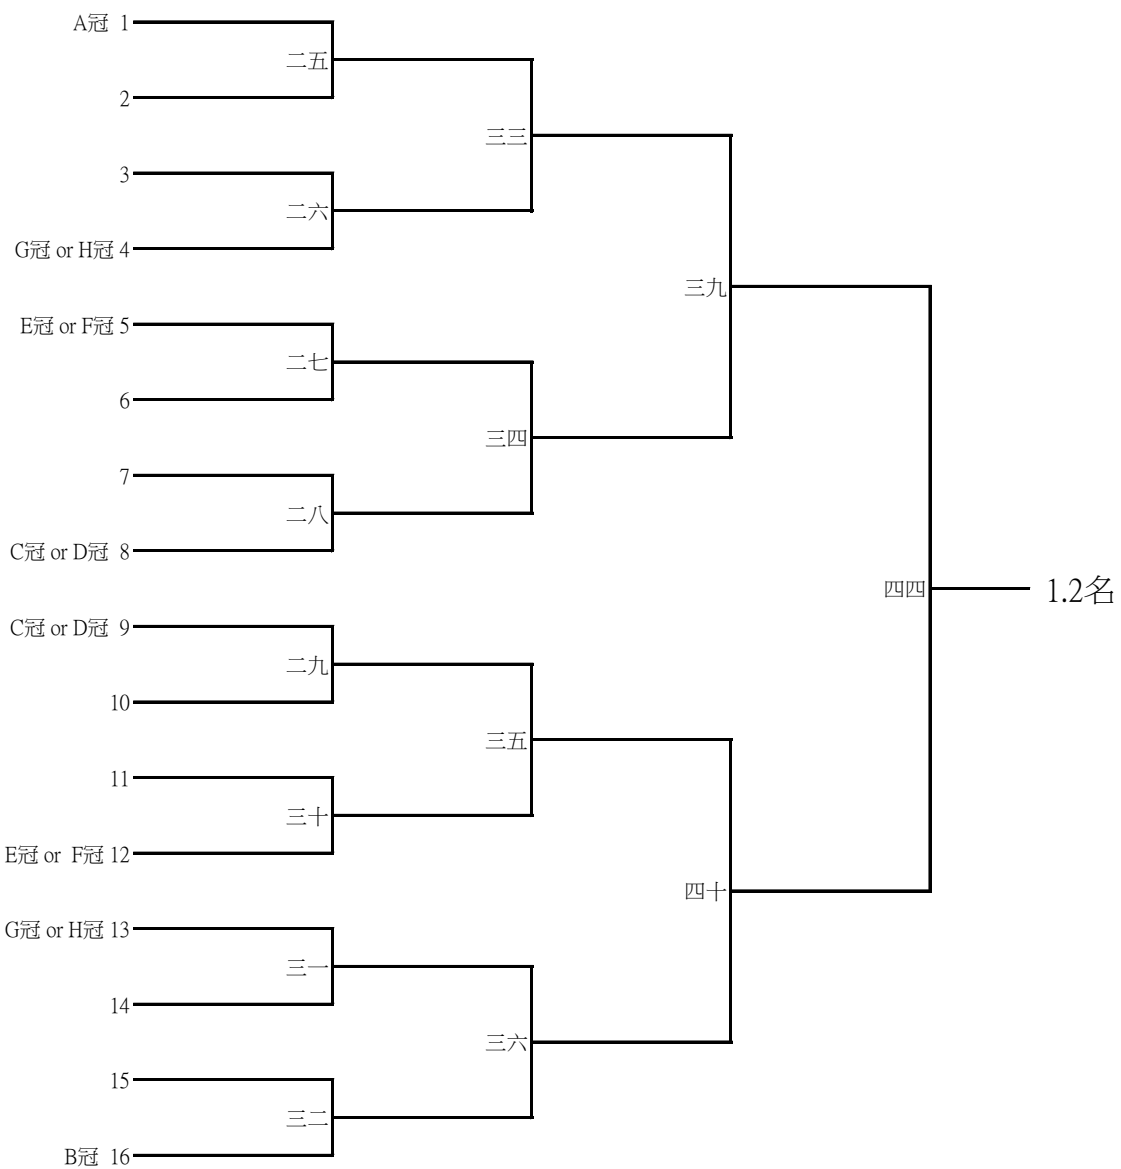 A冠 1
二五
2
三三
3
二六
G冠 or H冠 4
三九
E冠 or F冠 5
二七
6
三四
7
二八
C冠 or D冠 8
四四
1.2名
C冠 or D冠 9
二九
10
三五
11
三十
E冠 or F冠 12
四十
G冠 or H冠 13
三一
14
三六
15
三二
B冠 16